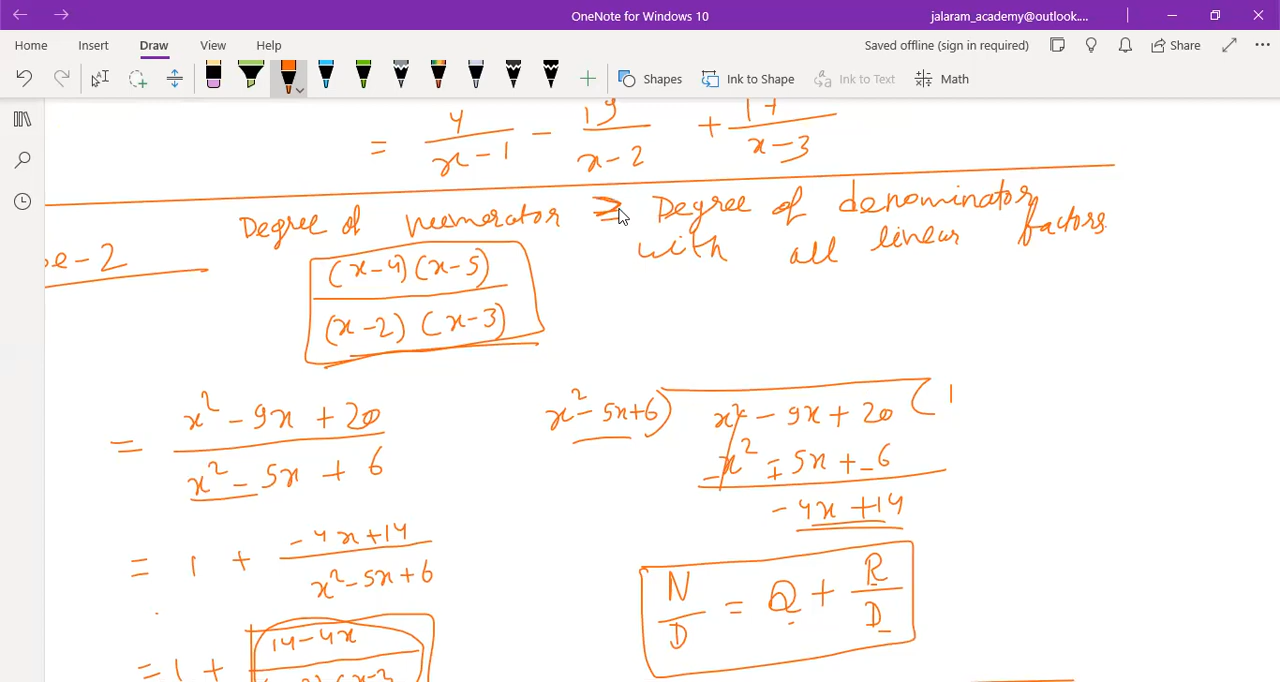 OneNote for Windows 10
jalaram_academy@outlook....
Home Insert Draw View Help
Saved offline (sign in required)
Share
Shapes
Ink to Shape
Ink to Text
Math
= 4/(x-1) - 19/(x-2) + 17/(x-3)
Degree of numerator ≥ Degree of denominator
with all linear factors.
se-2
(x-4)(x-5)
(x-2) (x-3)
= (x² - 9x + 20)/(x² - 5x + 6)
x² - 5x+6) x² - 9x + 20 ( 1
-x² ∓ 5x + - 6
- 4x + 14
= 1 + (-4x+14)/(x² - 5x + 6)
N/D = Q + R/D
= 1 + 14-4x